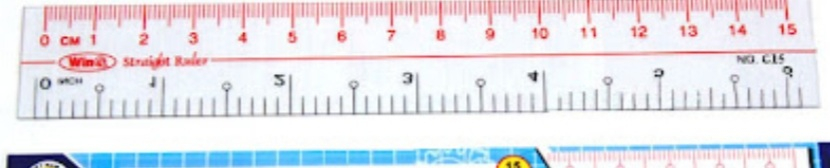 0 CM 1 2 3 4 5 6 7 8 9 10 11 12 13 14 15
Win Straight Ruler NO. C15
0 INCH 1 2 3 4 5 6
15